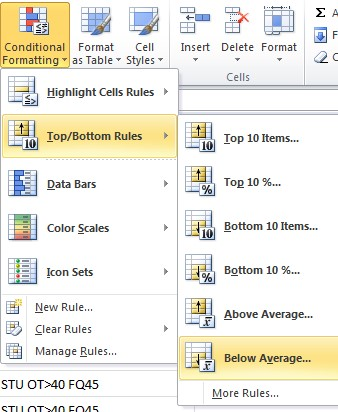 Conditional Formatting
Format as Table
Cell Styles
Insert
Delete
Format
Cells
Highlight Cells Rules
Top/Bottom Rules
Data Bars
Color Scales
Icon Sets
New Rule...
Clear Rules
Manage Rules...
Top 10 Items...
Top 10 %...
Bottom 10 Items...
Bottom 10 %...
Above Average...
Below Average...
More Rules...
STU OT>40 FQ45
STU OT>40 FQ45